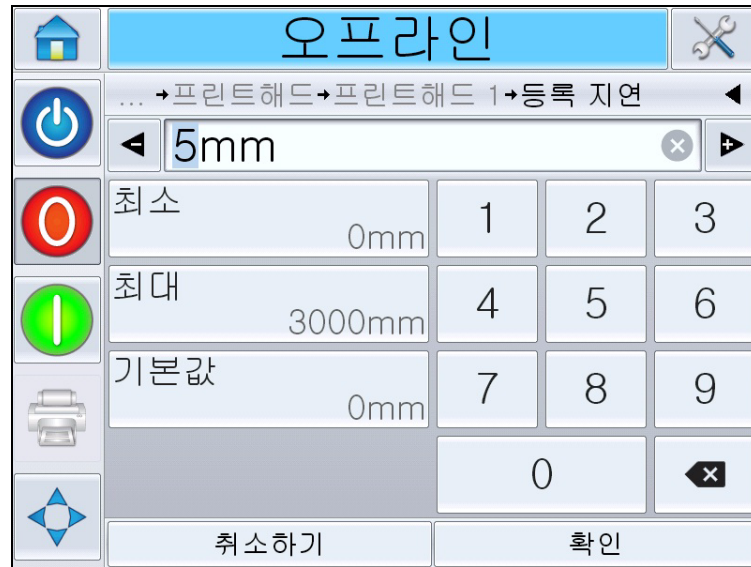 오프라인
... →프린트해드→프린트해드 1→등록 지연
5mm
최소
0mm
1 2 3
최대
3000mm
4 5 6
기본값
0mm
7 8 9
0
취소하기 확인